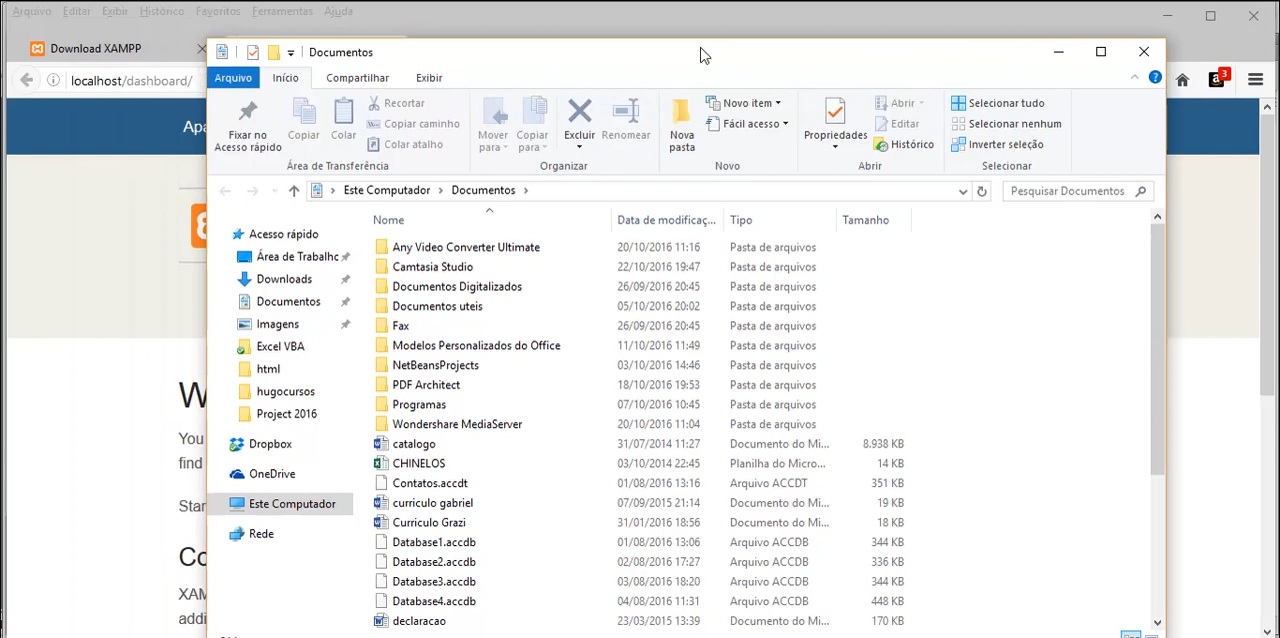 Arquivo Editar Exibir Histórico Favoritos Ferramentas Ajuda
Download XAMPP
localhost/dashboard/
3
Documentos
Arquivo Início Compartilhar Exibir
Fixar no Acesso rápido
Copiar
Colar
Recortar
Copiar caminho
Colar atalho
Mover para
Copiar para
Excluir
Renomear
Nova pasta
Novo item
Fácil acesso
Propriedades
Abrir
Editar
Histórico
Selecionar tudo
Selecionar nenhum
Inverter seleção
Área de Transferência Organizar Novo Abrir Selecionar
Este Computador Documentos Pesquisar Documentos
Acesso rápido
Área de Trabalho
Downloads
Documentos
Imagens
Excel VBA
html
hugocursos
Project 2016
Dropbox
OneDrive
Este Computador
Rede
Nome Data de modificaç... Tipo Tamanho
Any Video Converter Ultimate 20/10/2016 11:16 Pasta de arquivos
Camtasia Studio 22/10/2016 19:47 Pasta de arquivos
Documentos Digitalizados 26/09/2016 20:45 Pasta de arquivos
Documentos uteis 05/10/2016 20:02 Pasta de arquivos
Fax 26/09/2016 20:45 Pasta de arquivos
Modelos Personalizados do Office 11/10/2016 11:49 Pasta de arquivos
NetBeansProjects 03/10/2016 14:46 Pasta de arquivos
PDF Architect 18/10/2016 19:53 Pasta de arquivos
Programas 07/10/2016 10:45 Pasta de arquivos
Wondershare MediaServer 20/10/2016 11:04 Pasta de arquivos
catalogo 31/07/2014 11:27 Documento do Mi... 8.938 KB
CHINELOS 03/10/2014 22:45 Planilha do Micro... 14 KB
Contatos.accdt 01/08/2016 13:16 Arquivo ACCDT 351 KB
curriculo gabriel 07/09/2015 21:14 Documento do Mi... 19 KB
Curriculo Grazi 31/01/2016 18:56 Documento do Mi... 18 KB
Database1.accdb 01/08/2016 13:06 Arquivo ACCDB 344 KB
Database2.accdb 02/08/2016 17:27 Arquivo ACCDB 336 KB
Database3.accdb 03/08/2016 18:20 Arquivo ACCDB 344 KB
Database4.accdb 04/08/2016 11:31 Arquivo ACCDB 448 KB
declaracao 23/03/2015 13:39 Documento do Mi... 170 KB
Apa
W
You
find
Star
Co
XAM
addi